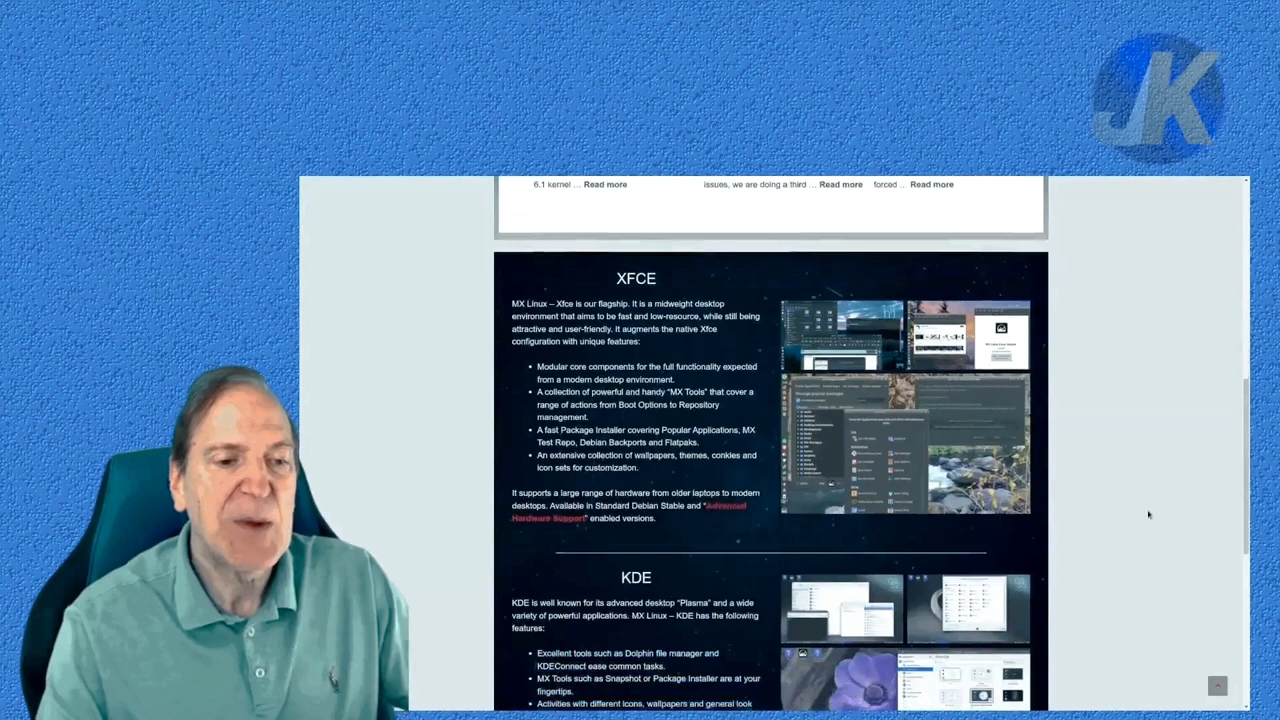 JK
6.1 kernel ... Read more
issues, we are doing a third ... Read more
forced ... Read more
XFCE
MX Linux – Xfce is our flagship. It is a midweight desktop
environment that aims to be fast and low-resource, while still being
attractive and user-friendly. It augments the native Xfce
configuration with unique features:
• Modular core components for the full functionality expected
from a modern desktop environment.
• A collection of powerful and handy “MX Tools” that cover a
range of actions from Boot Options to Repository
management.
• A fast Package Installer covering Popular Applications, MX
Test Repo, Debian Backports and Flatpaks.
• An extensive collection of wallpapers, themes, conkies and
icon sets for customization.
It supports a large range of hardware from older laptops to modern
desktops. Available in Standard Debian Stable and “Advanced
Hardware Support” enabled versions.
KDE
KDE is well known for its advanced desktop “Plasma” and a wide
variety of powerful applications. MX Linux – KDE has the following
features:
• Excellent tools such as Dolphin file manager and
KDEConnect ease common tasks.
• MX Tools such as Snapshot or Package Installer are at your
fingertips.
• Activities with different icons, wallpapers and general look